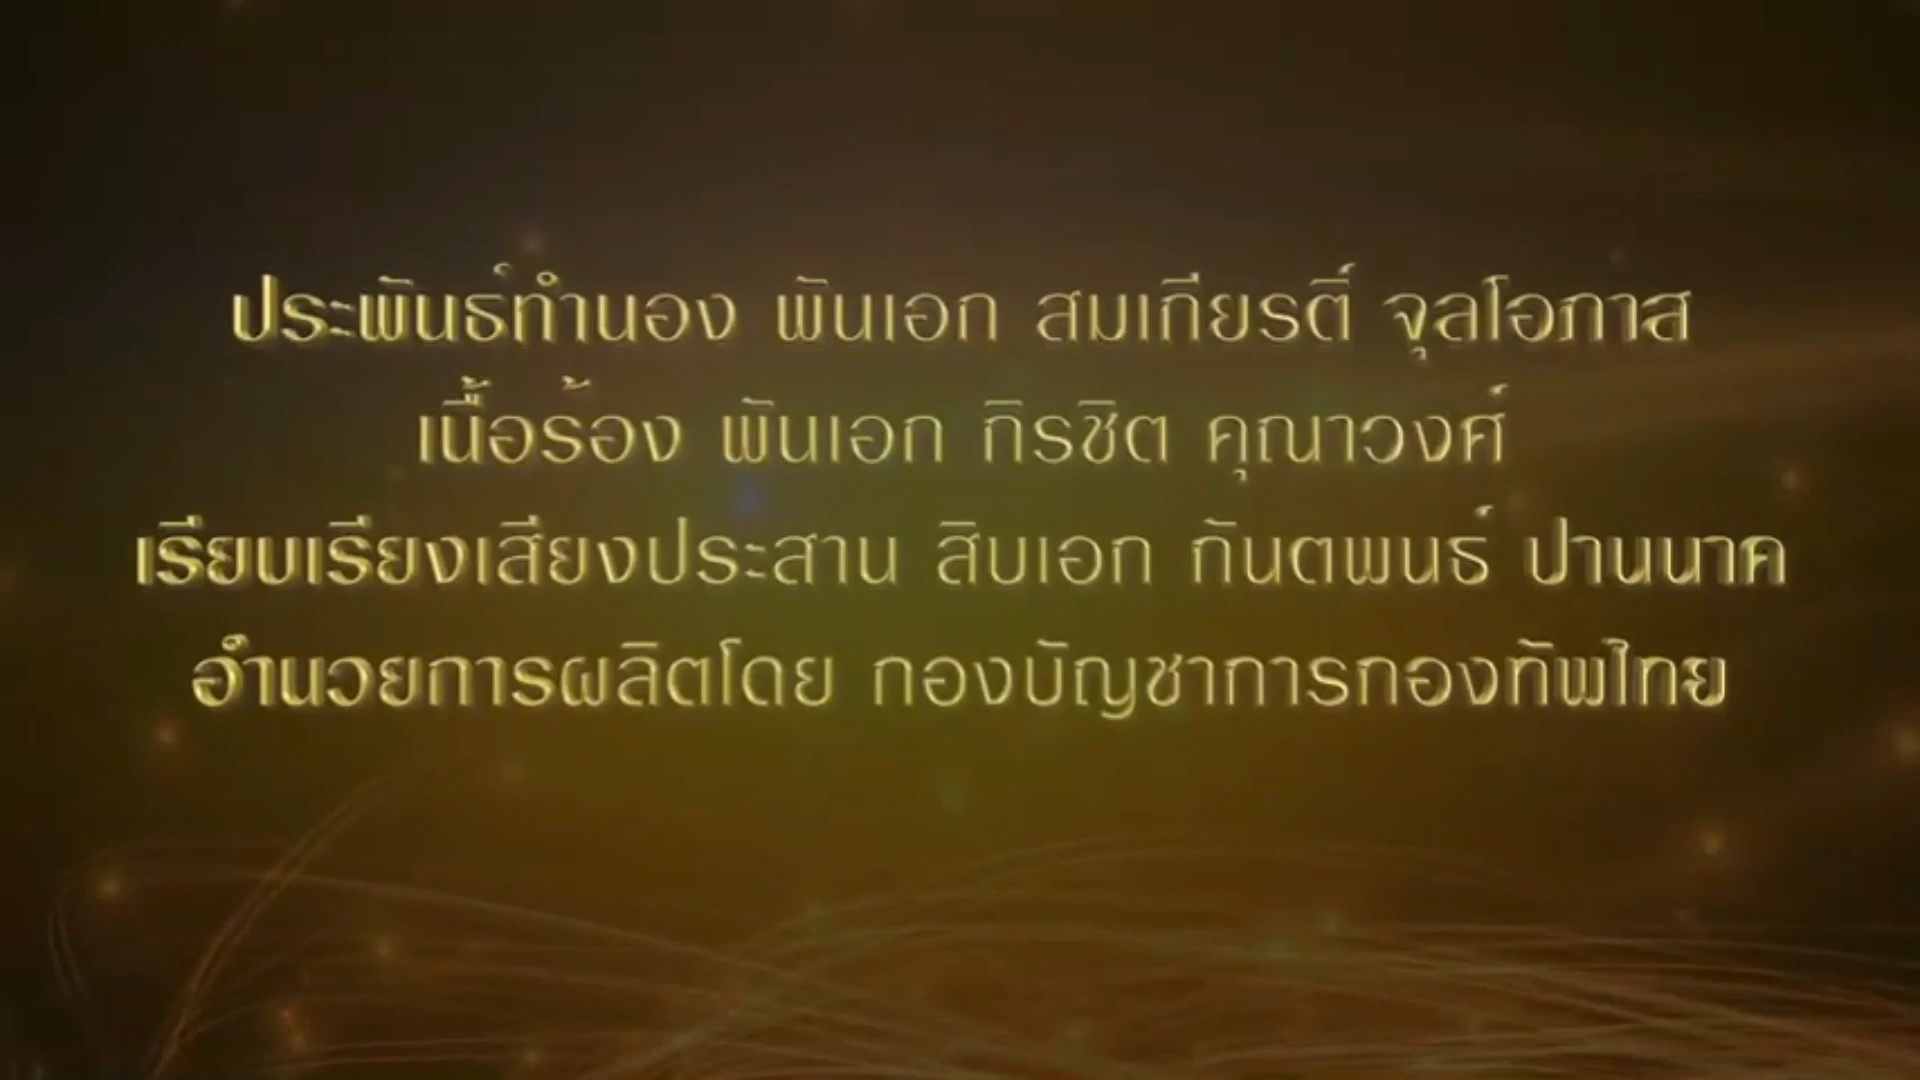 ประพันธ์ทำนอง พันเอก สมเกียรติ์ จุลโอภาส
เนื้อร้อง พันเอก กิรชิต คุณาวงศ์
เรียบเรียงเสียงประสาน สิบเอก กันตพนธ์ ปานนาค
อำนวยการผลิตโดย กองบัญชาการกองทัพไทย